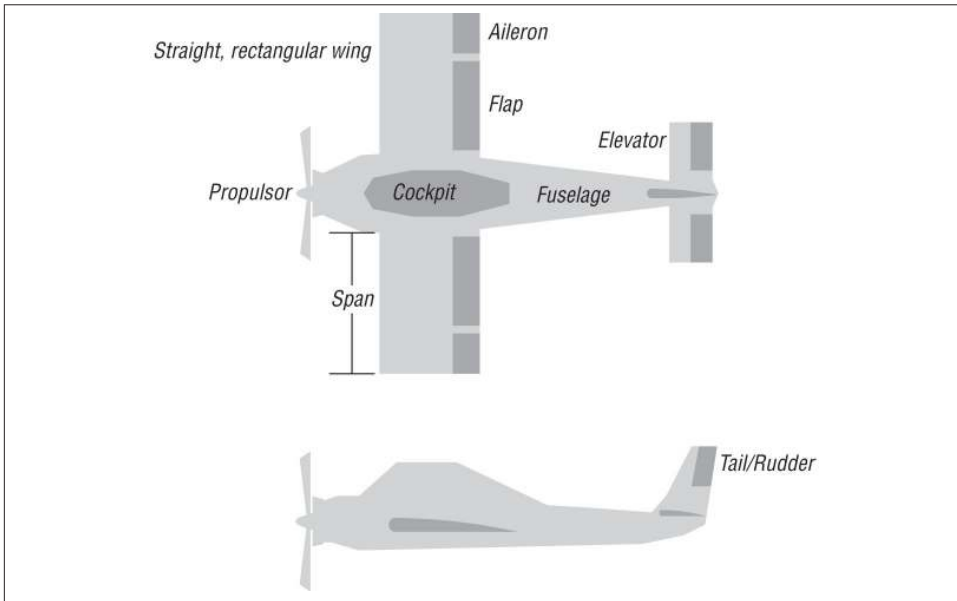 Aileron
Straight, rectangular wing
Flap
Elevator
Propulsor
Cockpit
Fuselage
Span
Tail/Rudder